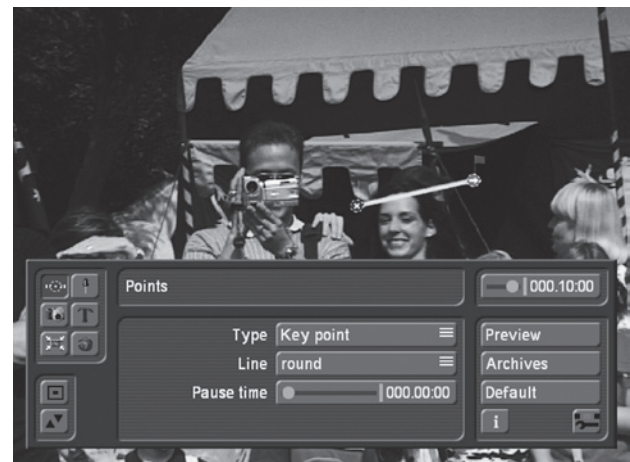 Points
000.10:00
Type Key point
Line round
Pause time 000.00:00
Preview
Archives
Default
i
T